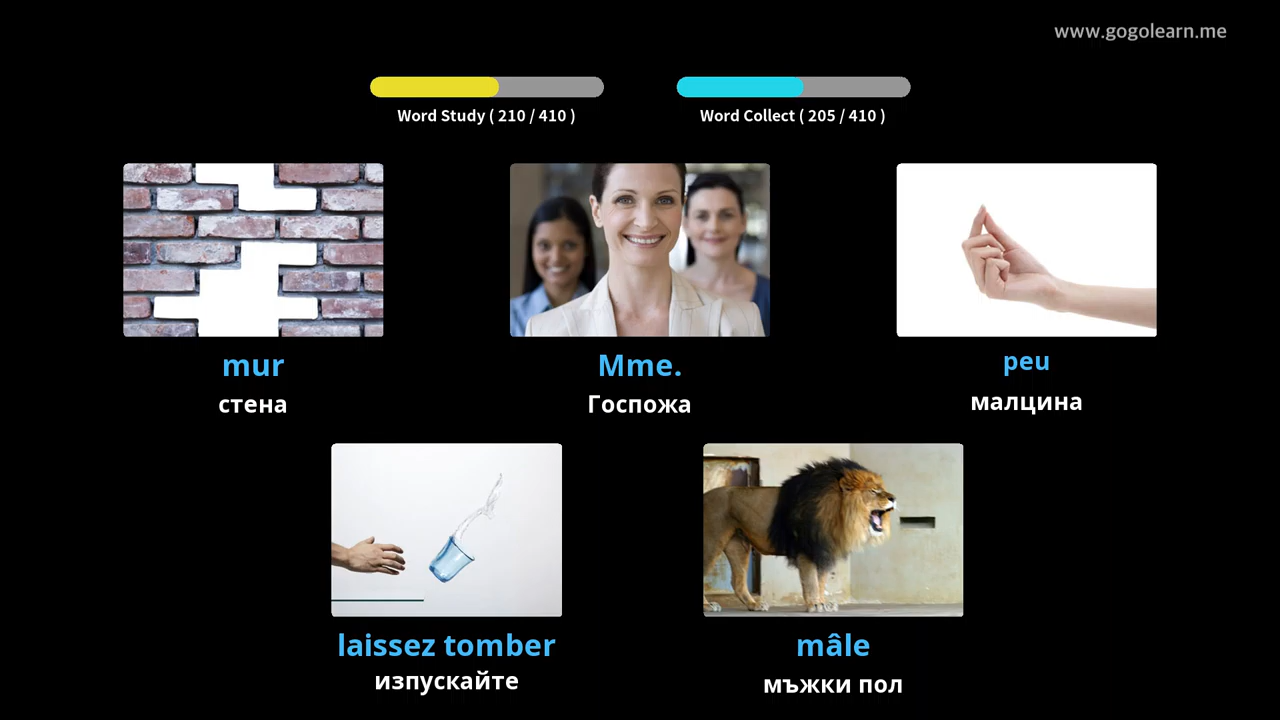 www.gogolearn.me
Word Study ( 210 / 410 )
Word Collect ( 205 / 410 )
mur
стена
Mme.
Госпожа
peu
малцина
laissez tomber
изпускайте
mâle
мъжки пол